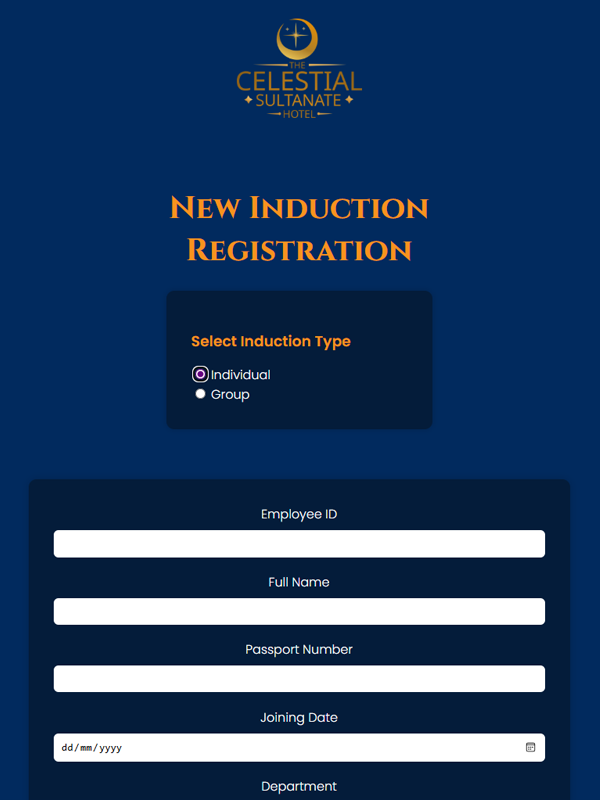 THE
CELESTIAL
SULTANATE
HOTEL
New Induction
Registration
Select Induction Type
Individual
Group
Employee ID
Full Name
Passport Number
Joining Date
dd/mm/yyyy
Department